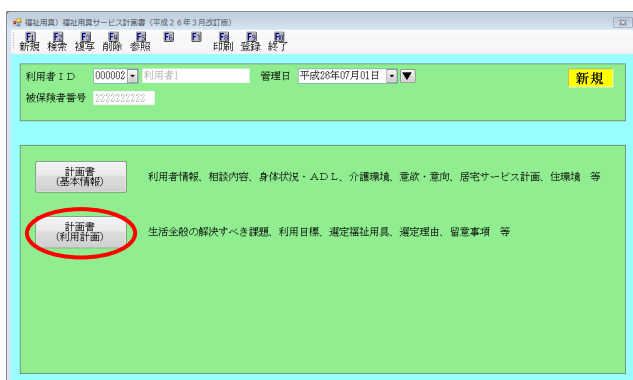 福祉用具) 福祉用具サービス計画書 (平成26年3月改訂版)
F1 F2 F3 F4 F5 F6 F7 F8 F9 F10
新規 検索 複写 削除 参照 印刷 登録 終了
利用者ID 000002 利用者1 管理日 平成26年07月01日 新規
被保険者番号 2222222222
計画書
(基本情報)
利用者情報、相談内容、身体状況・ADL、介護環境、意欲・意向、居宅サービス計画、住環境 等
計画書
(利用計画)
生活全般の解決すべき課題、利用目標、選定福祉用具、選定理由、留意事項 等